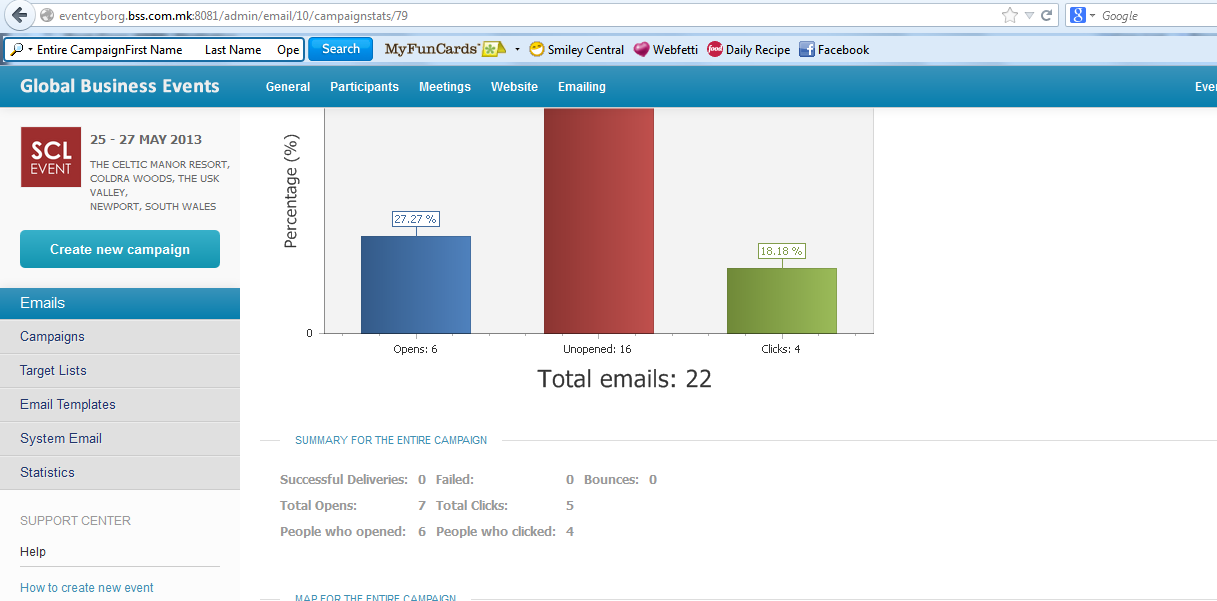 eventcyborg.bss.com.mk:8081/admin/email/10/campaignstats/79
Google
Entire CampaignFirst Name Last Name Ope
Search
MyFunCards
Smiley Central
Webfetti
food
Daily Recipe
Facebook
Global Business Events
General
Participants
Meetings
Website
Emailing
Eve
SCL
EVENT
25 - 27 MAY 2013
THE CELTIC MANOR RESORT,
COLDRA WOODS, THE USK
VALLEY,
NEWPORT, SOUTH WALES
Create new campaign
Emails
Campaigns
Target Lists
Email Templates
System Email
Statistics
SUPPORT CENTER
Help
How to create new event
Percentage (%)
27.27 %
18.18 %
0
Opens: 6
Unopened: 16
Clicks: 4
Total emails: 22
SUMMARY FOR THE ENTIRE CAMPAIGN
Successful Deliveries: 0 Failed: 0 Bounces: 0
Total Opens: 7 Total Clicks: 5
People who opened: 6 People who clicked: 4
MAP FOR THE ENTIRE CAMPAIGN